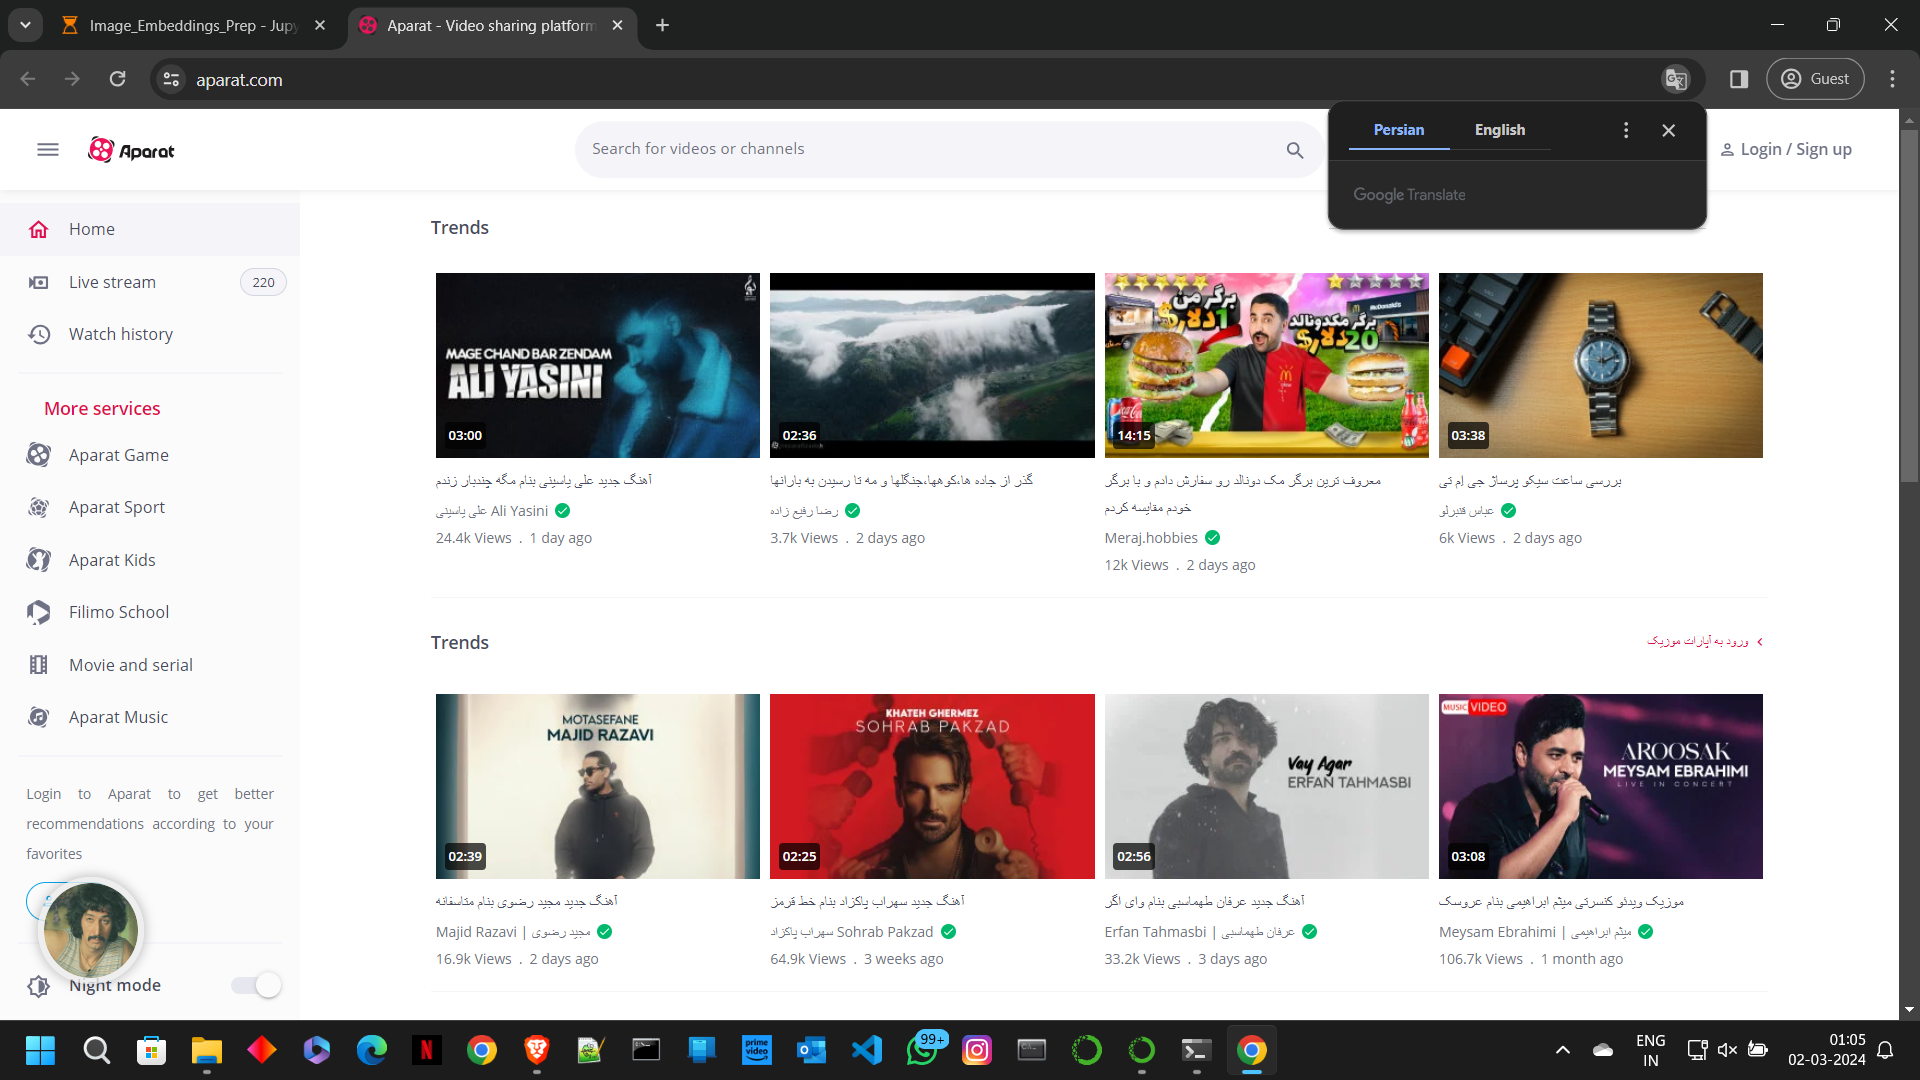 Image_Embeddings_Prep - Jup
Aparat - Video sharing platform
aparat.com
Guest
Persian
English
Google Translate
Aparat
Search for videos or channels
Login / Sign up
Home
Live stream
220
Watch history
More services
Aparat Game
Aparat Sport
Aparat Kids
Filimo School
Movie and serial
Aparat Music
Login to Aparat to get better
recommendations according to your
favorites
Night mode
Trends
MAGE CHAND BAR ZENDAM
ALI YASINI
03:00
آهنگ جدید علی یاسینی بنام مگه چندبار زندم
علی یاسینی Ali Yasini
24.4k Views . 1 day ago
02:36
گذر از جاده ها،کوهها،جنگلها و مه تا رسیدن به بارانها
رضا رفیع زاده
3.7k Views . 2 days ago
برگر من
1 دلار$
McDonald's
برگر مکدونالد
20 دلار$
14:15
معروف ترین برگر مک دونالد رو سفارش دادم و با برگر
خودم مقایسه کردم
Meraj.hobbies
12k Views . 2 days ago
03:38
بررسی ساعت سیکو پرساژ جی اِم تی
عباس قنبرلو
6k Views . 2 days ago
Trends
ورود به آپارات موزیک
MOTASEFANE
MAJID RAZAVI
02:39
آهنگ جدید مجید رضوی بنام متاسفانه
Majid Razavi | مجید رضوی
16.9k Views . 2 days ago
KHATEH GHERMEZ
SOHRAB PAKZAD
02:25
آهنگ جدید سهراب پاکزاد بنام خط قرمز
سهراب پاکزاد Sohrab Pakzad
64.9k Views . 3 weeks ago
Vay Agar
ERFAN TAHMASBI
02:56
آهنگ جدید عرفان طهماسبی بنام وای اگر
Erfan Tahmasbi | عرفان طهماسبی
33.2k Views . 3 days ago
MUSIC VIDEO
AROOSAK
MEYSAM EBRAHIMI
LIVE IN CONCERT
03:08
موزیک ویدئو کنسرتی میثم ابراهیمی بنام عروسک
Meysam Ebrahimi | میثم ابراهیمی
106.7k Views . 1 month ago
prime
video
99+
ENG
IN
01:05
02-03-2024